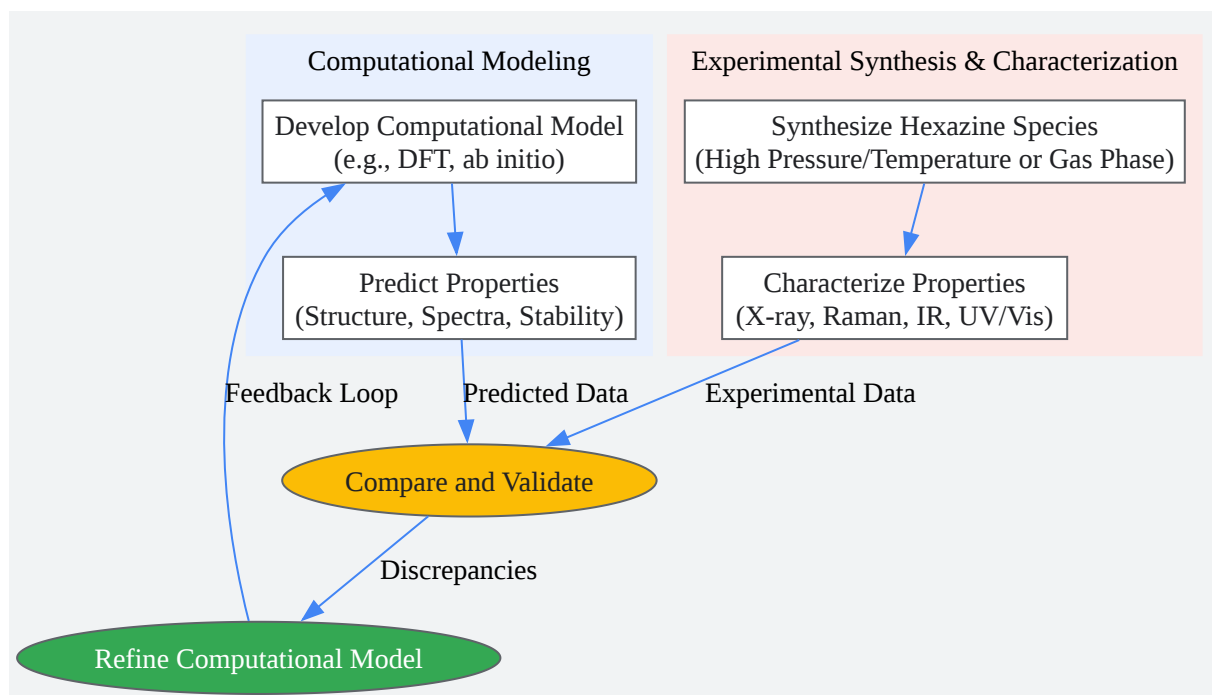 Computational Modeling
Develop Computational Model
(e.g., DFT, ab initio)
Predict Properties
(Structure, Spectra, Stability)
Experimental Synthesis & Characterization
Synthesize Hexazine Species
(High Pressure/Temperature or Gas Phase)
Characterize Properties
(X-ray, Raman, IR, UV/Vis)
Feedback Loop
Predicted Data
Experimental Data
Compare and Validate
Discrepancies
Refine Computational Model